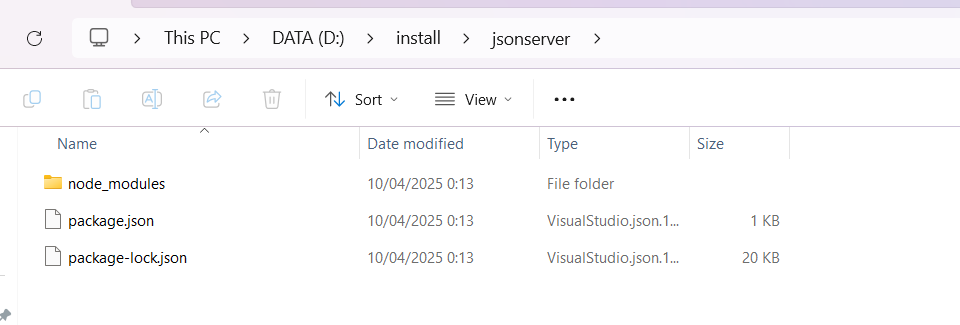 This PC > DATA (D:) > install > jsonserver >
Sort View ...
Name Date modified Type Size
node_modules 10/04/2025 0:13 File folder
package.json 10/04/2025 0:13 VisualStudio.json.1... 1 KB
package-lock.json 10/04/2025 0:13 VisualStudio.json.1... 20 KB